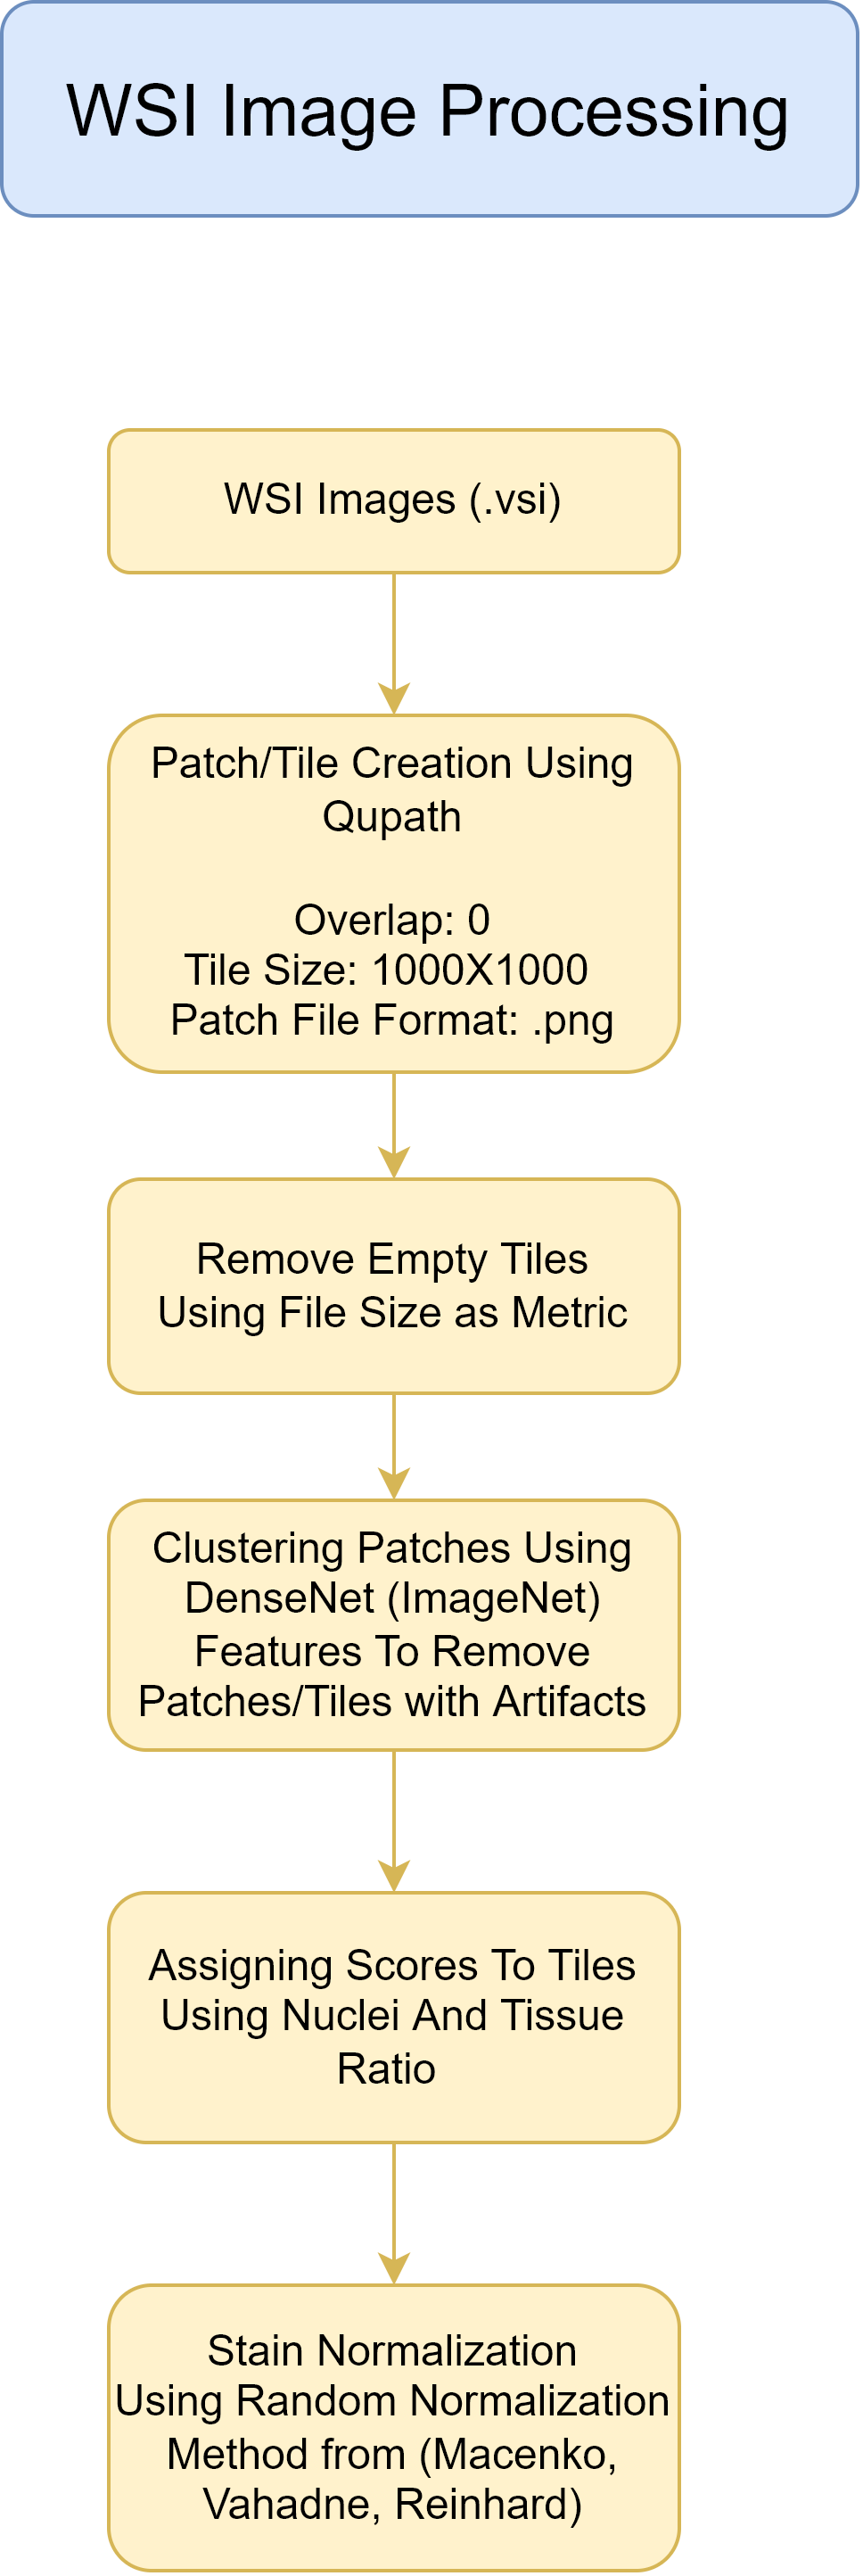 WSI Image Processing
WSI Images (.vsi)
Patch/Tile Creation Using
Qupath
Overlap: 0
Tile Size: 1000X1000
Patch File Format: .png
Remove Empty Tiles
Using File Size as Metric
Clustering Patches Using
DenseNet (ImageNet)
Features To Remove
Patches/Tiles with Artifacts
Assigning Scores To Tiles
Using Nuclei And Tissue
Ratio
Stain Normalization
Using Random Normalization
Method from (Macenko,
Vahadne, Reinhard)